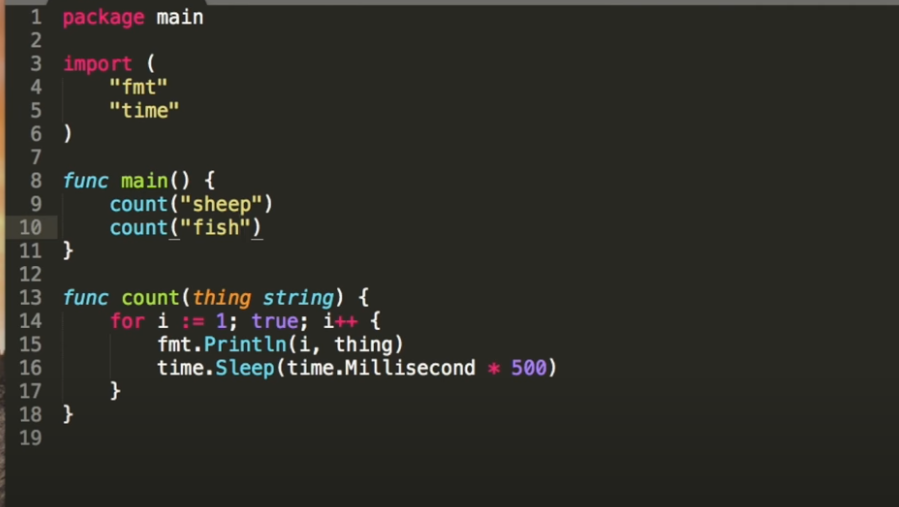 1 package main
2
3 import (
4     "fmt"
5     "time"
6 )
7
8 func main() {
9     count("sheep")
10     count("fish")
11 }
12
13 func count(thing string) {
14     for i := 1; true; i++ {
15         fmt.Println(i, thing)
16         time.Sleep(time.Millisecond * 500)
17     }
18 }
19